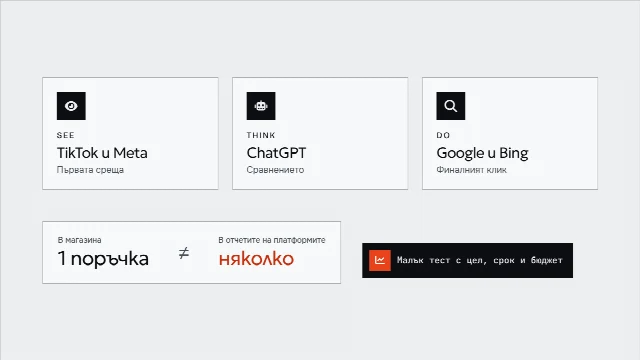 SEE
TikTok и Meta
Първата среща
THINK
ChatGPT
Сравнението
DO
Google и Bing
Финалният клик
В магазина
1 поръчка
≠
В отчетите на платформите
няколко
Малък тест с цел, срок и бюджет